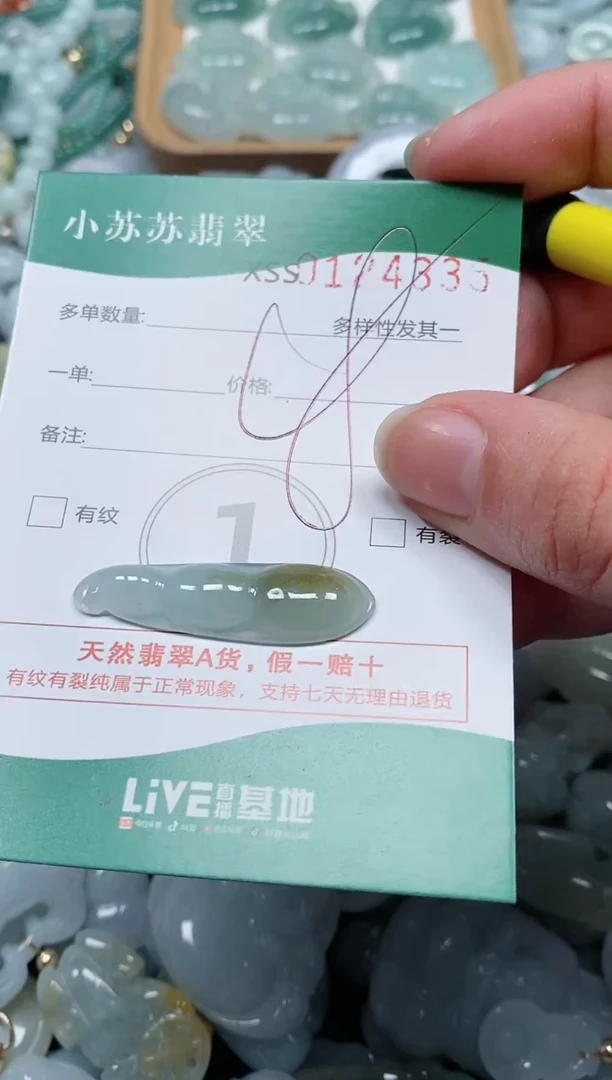 小苏苏翡翠
XSS0124335
多单数量:
多样性发其一
一单:
价格:
备注:
1
有纹
有裂
天然翡翠A货，假一赔十
有纹有裂纯属于正常现象，支持七天无理由退货
LiVE直播基地